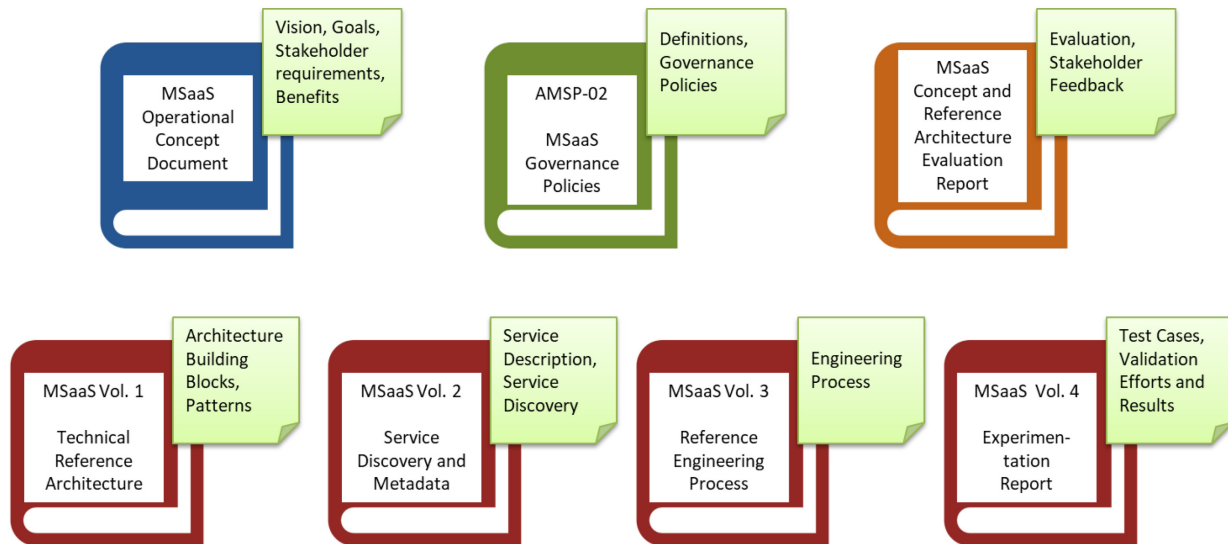 MSaaS
Operational
Concept
Document
Vision, Goals,
Stakeholder
requirements,
Benefits
AMSP-02
MSaaS
Governance
Policies
Definitions,
Governance
Policies
MSaaS
Concept and
Reference
Architecture
Evaluation
Report
Evaluation,
Stakeholder
Feedback
MSaaS Vol. 1
Technical
Reference
Architecture
Architecture
Building
Blocks,
Patterns
MSaaS Vol. 2
Service
Discovery and
Metadata
Service
Description,
Service
Discovery
MSaaS Vol. 3
Reference
Engineering
Process
Engineering
Process
MSaaS Vol. 4
Experimen-
tation
Report
Test Cases,
Validation
Efforts and
Results